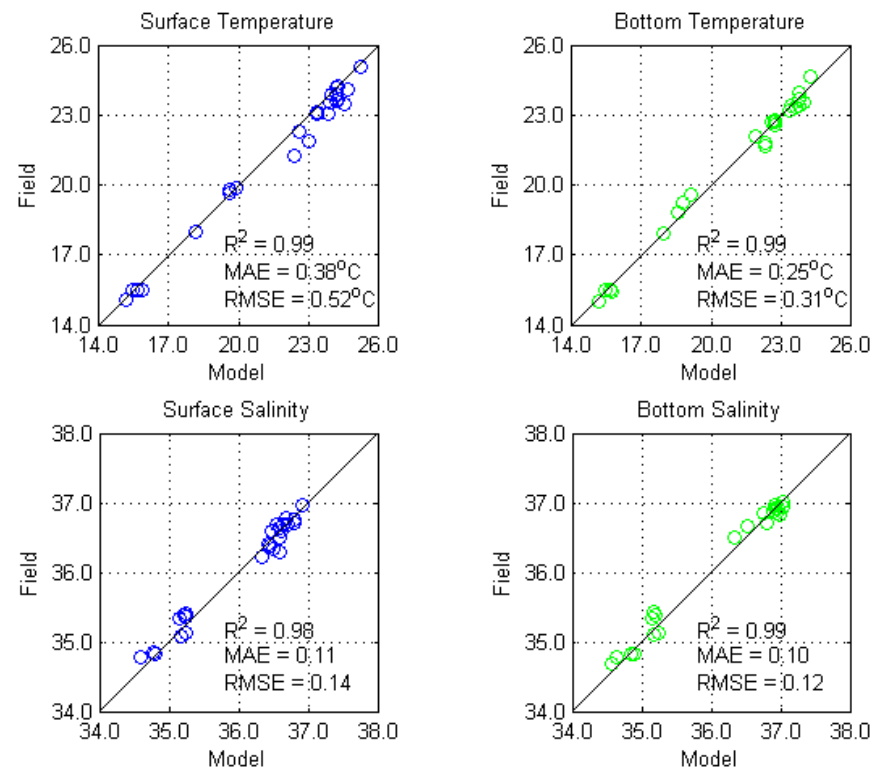 Surface Temperature
26.0
23.0
20.0
17.0
14.0
Field
R² = 0.99
MAE = 0.38°C
RMSE = 0.52°C
14.0 17.0 20.0 23.0 26.0
Model
Bottom Temperature
26.0
23.0
20.0
17.0
14.0
Field
R² = 0.99
MAE = 0.25°C
RMSE = 0.31°C
14.0 17.0 20.0 23.0 26.0
Model
Surface Salinity
38.0
37.0
36.0
35.0
34.0
Field
R² = 0.98
MAE = 0.11
RMSE = 0.14
34.0 35.0 36.0 37.0 38.0
Model
Bottom Salinity
38.0
37.0
36.0
35.0
34.0
Field
R² = 0.99
MAE = 0.10
RMSE = 0.12
34.0 35.0 36.0 37.0 38.0
Model